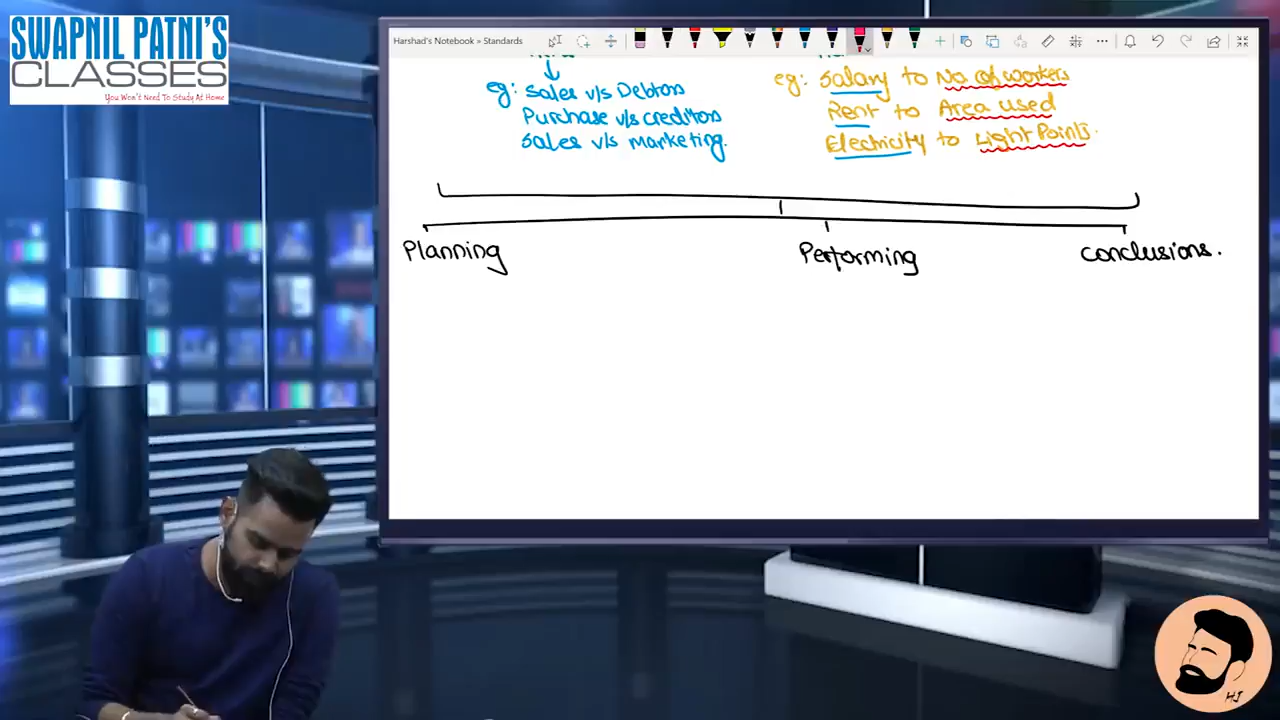 SWAPNIL PATNI'S
CLASSES
You Won't Need To Study At Home
Harshad's Notebook » Standards
eg: Sales v/s Debtors
Purchase v/s creditors
Sales v/s marketing.
eg: Salary to No. of workers
Rent to Area used
Electricity to Light Points.
Planning
Performing
conclusions.
HJ